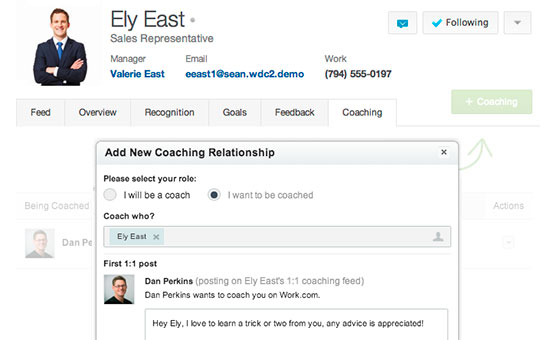 Ely East
Sales Representative
Following
Manager Email Work
Valerie East eeast1@sean.wdc2.demo (794) 555-0197
+ Coaching
Feed Overview Recognition Goals Feedback Coaching
Add New Coaching Relationship
Please select your role:
I will be a coach I want to be coached
Being Coached Actions
Coach who?
Ely East
Dan Pe
First 1:1 post
Dan Perkins (posting on Ely East's 1:1 coaching feed)
Dan Perkins wants to coach you on Work.com.
Hey Ely, I love to learn a trick or two from you, any advice is appreciated!